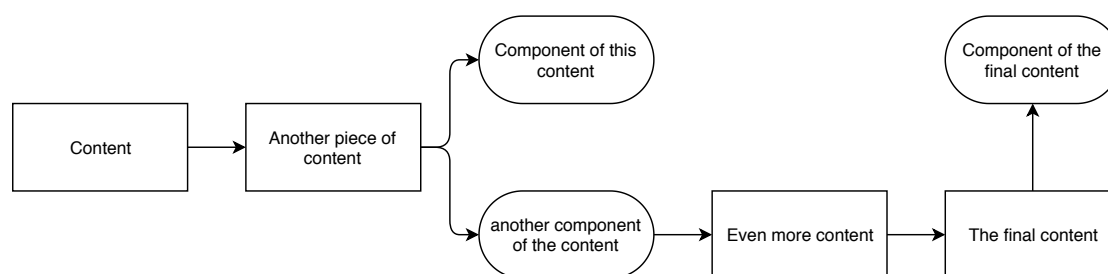 Content
Another piece of
content
Component of this
content
another component
of the content
Even more content
The final content
Component of the
final content